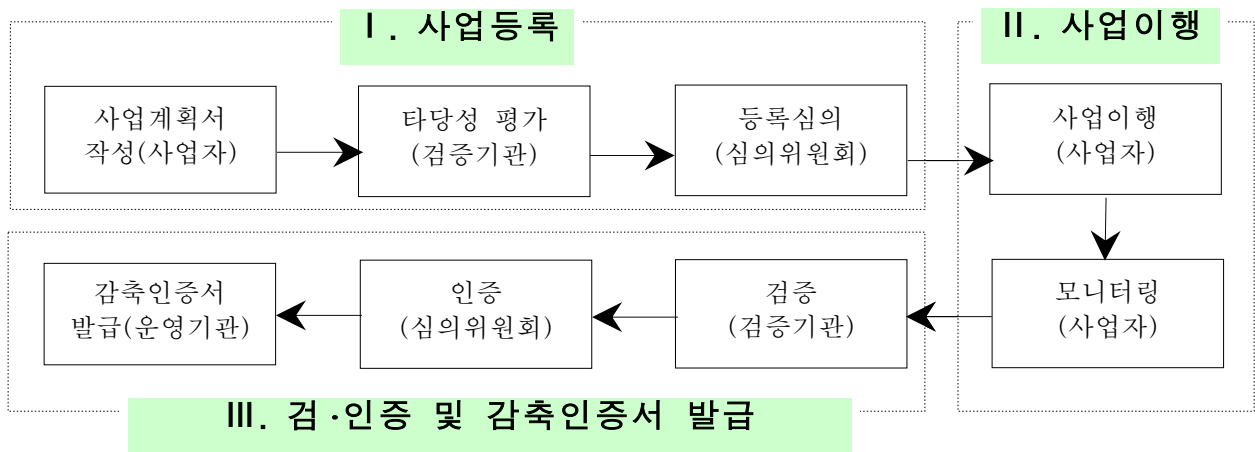 Ⅰ. 사업등록
사업계획서
작성(사업자)
타당성 평가
(검증기관)
등록심의
(심의위원회)
Ⅱ. 사업이행
사업이행
(사업자)
모니터링
(사업자)
검증
(검증기관)
인증
(심의위원회)
감축인증서
발급(운영기관)
Ⅲ. 검·인증 및 감축인증서 발급